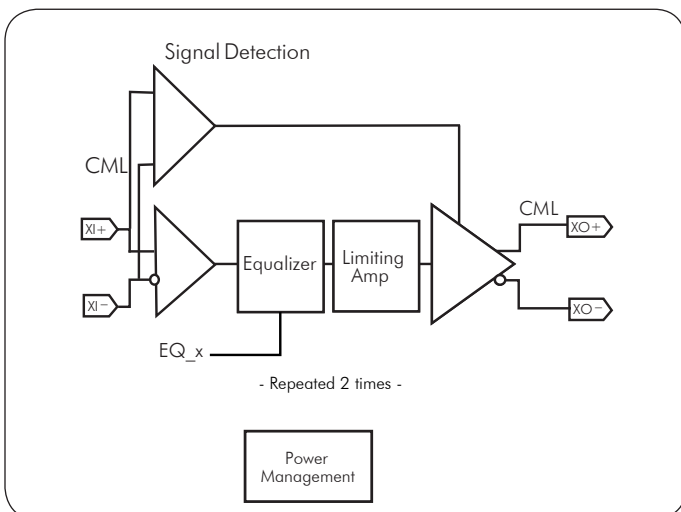 Signal Detection
CML
XI+
XI−
Equalizer
Limiting
Amp
CML
XO+
XO−
EQ_x
- Repeated 2 times -
Power
Management